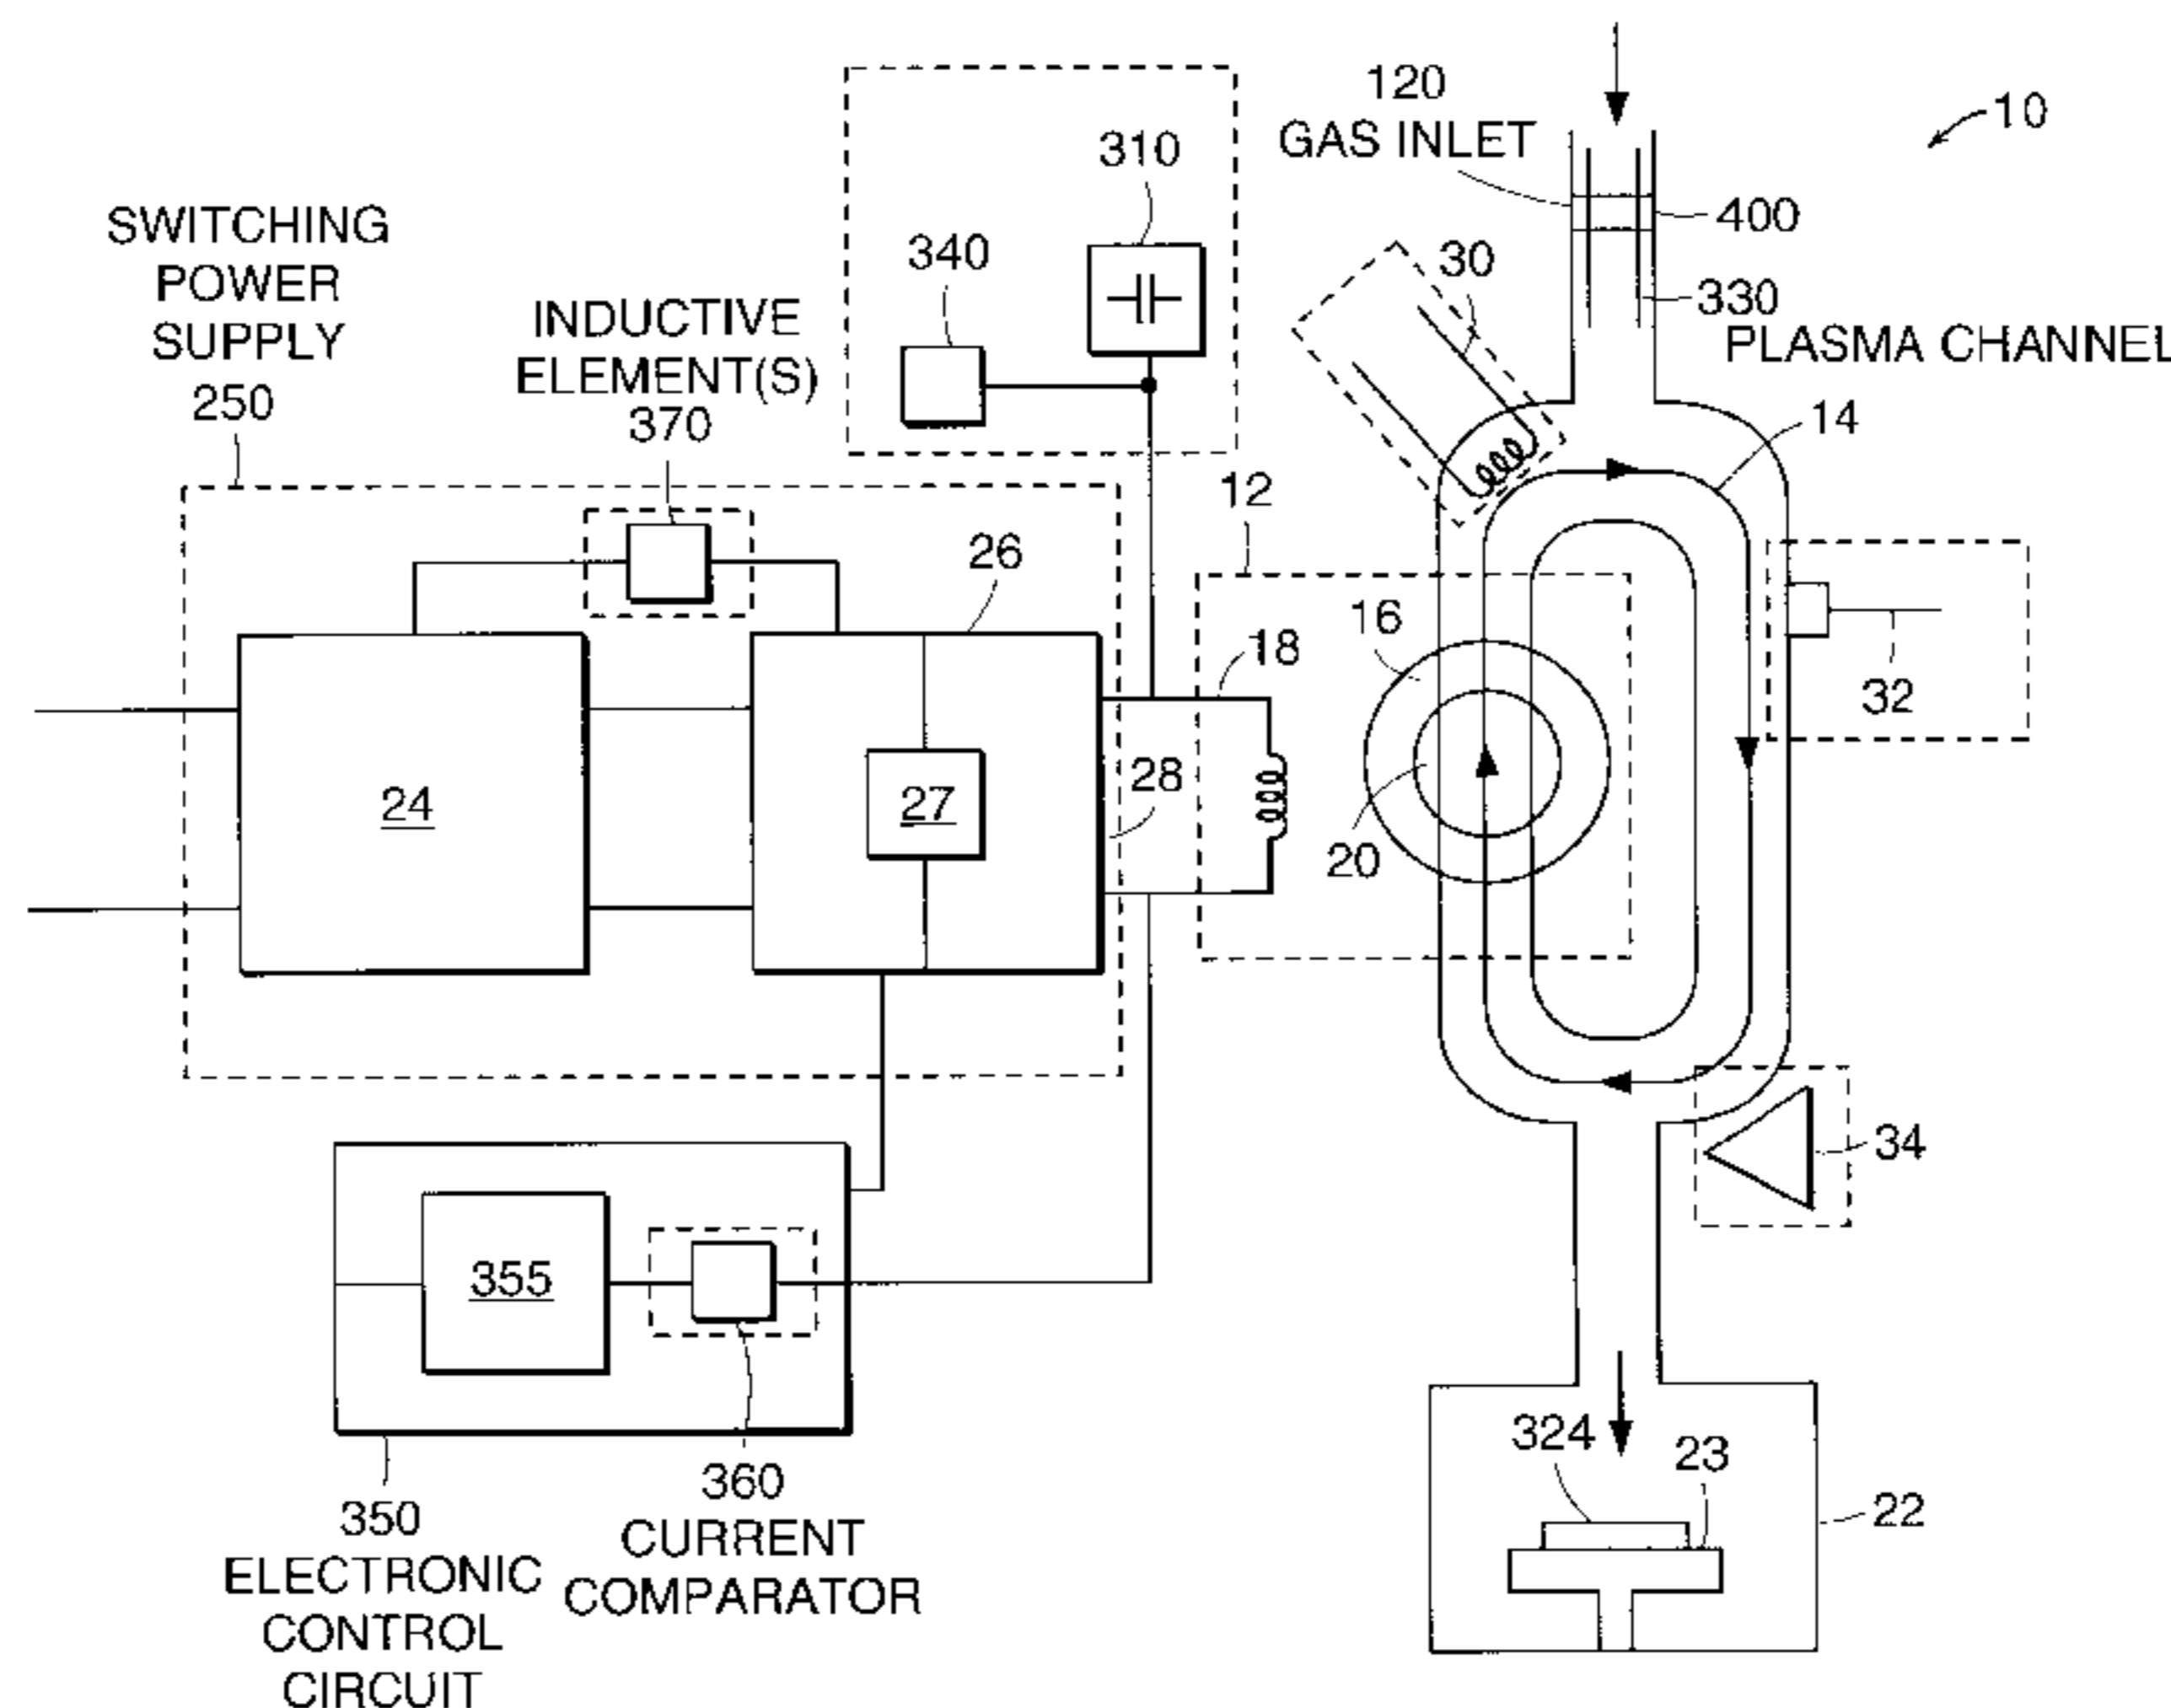 120
GAS INLET
10
310
400
SWITCHING
POWER
SUPPLY
250
340
30
330
PLASMA CHANNEL
INDUCTIVE
ELEMENT(S)
370
14
12
26
16
18
32
24
27
28
20
34
355
324
23
22
360
CURRENT
COMPARATOR
350
ELECTRONIC
CONTROL
CIRCUIT